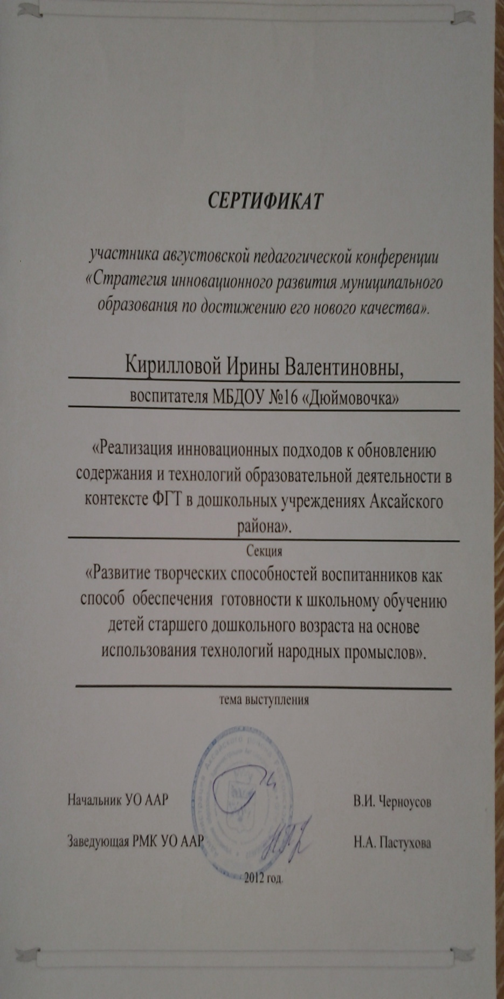 СЕРТИФИКАТ
участника августовской педагогической конференции
«Стратегия инновационного развития муниципального
образования по достижению его нового качества».
Кирилловой Ирины Валентиновны,
воспитателя МБДОУ №16 «Дюймовочка»
«Реализация инновационных подходов к обновлению
содержания и технологий образовательной деятельности в
контексте ФГТ в дошкольных учреждениях Аксайского
района».
Секция
«Развитие творческих способностей воспитанников как
способ обеспечения готовности к школьному обучению
детей старшего дошкольного возраста на основе
использования технологий народных промыслов».
тема выступления
Аксайского района
Начальник УО ААР В.И. Черноусов
Заведующая РМК УО ААР Н.А. Пастухова
2012 год.